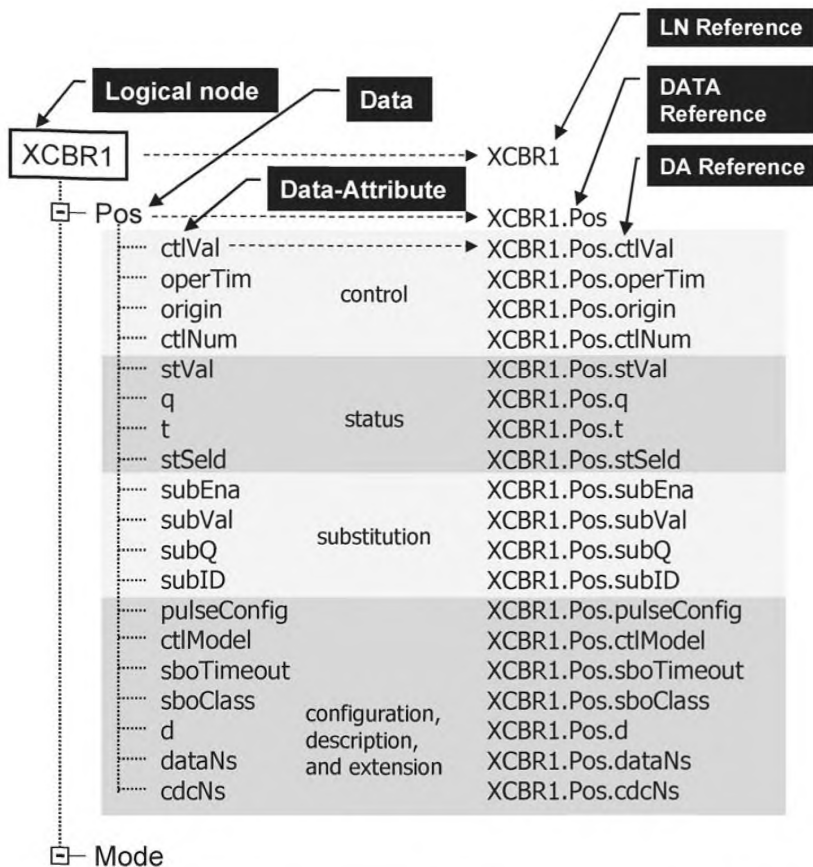 LN Reference
Logical node
Data
DATA
Reference
XCBR1
XCBR1
DA Reference
Data-Attribute
Pos
XCBR1.Pos
ctlVal
XCBR1.Pos.ctlVal
operTim
XCBR1.Pos.operTim
control
origin
XCBR1.Pos.origin
ctlNum
XCBR1.Pos.ctlNum
stVal
XCBR1.Pos.stVal
q
XCBR1.Pos.q
status
t
XCBR1.Pos.t
stSeld
XCBR1.Pos.stSeld
subEna
XCBR1.Pos.subEna
subVal
XCBR1.Pos.subVal
substitution
subQ
XCBR1.Pos.subQ
subID
XCBR1.Pos.subID
pulseConfig
XCBR1.Pos.pulseConfig
ctlModel
XCBR1.Pos.ctlModel
sboTimeout
XCBR1.Pos.sboTimeout
sboClass
XCBR1.Pos.sboClass
configuration,
description,
and extension
d
XCBR1.Pos.d
dataNs
XCBR1.Pos.dataNs
cdcNs
XCBR1.Pos.cdcNs
Mode